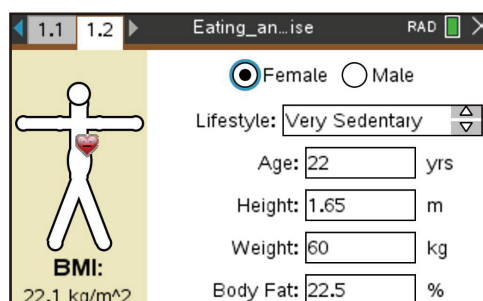 1.1 1.2 Eating_an...ise RAD
Female Male
Lifestyle: Very Sedentary
Age: 22 yrs
Height: 1.65 m
Weight: 60 kg
BMI:
22.1 kg/m^2
Body Fat: 22.5 %